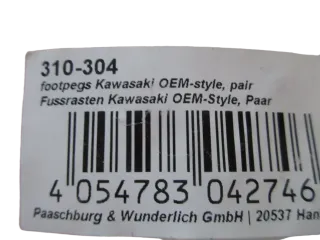 310-304
footpegs Kawasaki OEM-style, pair
Fussrasten Kawasaki OEM-Style, Paar
4 054783 042746
Paaschburg & Wunderlich GmbH | 20537